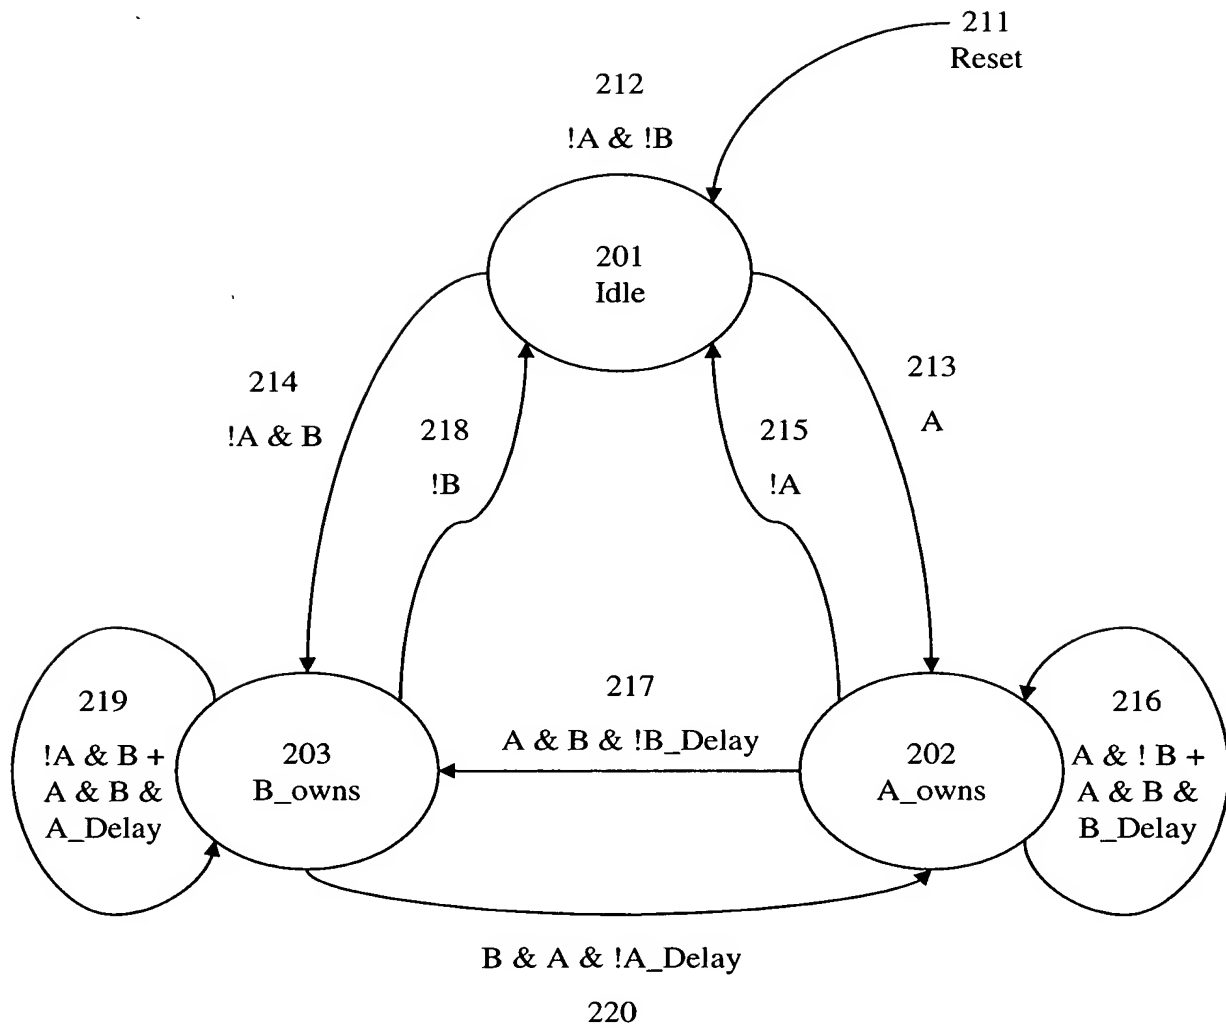 211
Reset
212
!A & !B
201
Idle
213
A
214
!A & B
218
!B
215
!A
217
A & B & !B_Delay
219
!A & B +
A & B &
A_Delay
203
B_owns
202
A_owns
216
A & ! B +
A & B &
B_Delay
B & A & !A_Delay
220